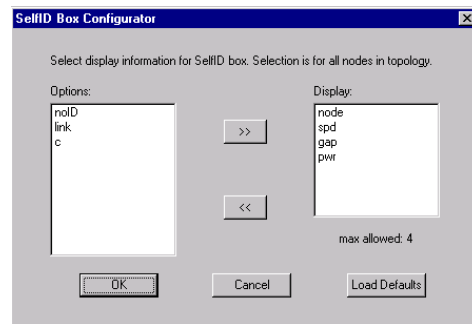 SelfID Box Configurator
Select display information for SelfID box. Selection is for all nodes in topology.
Options:
Display:
noID
link
c
>>
<<
node
spd
gap
pwr
max allowed: 4
OK
Cancel
Load Defaults